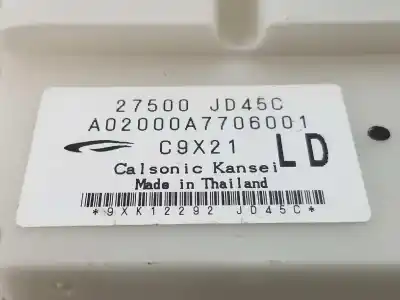 27500 JD45C
A02000A7706001
C9X21 LD
Calsonic Kansei
Made in Thailand
*9XK12292 JD45C*